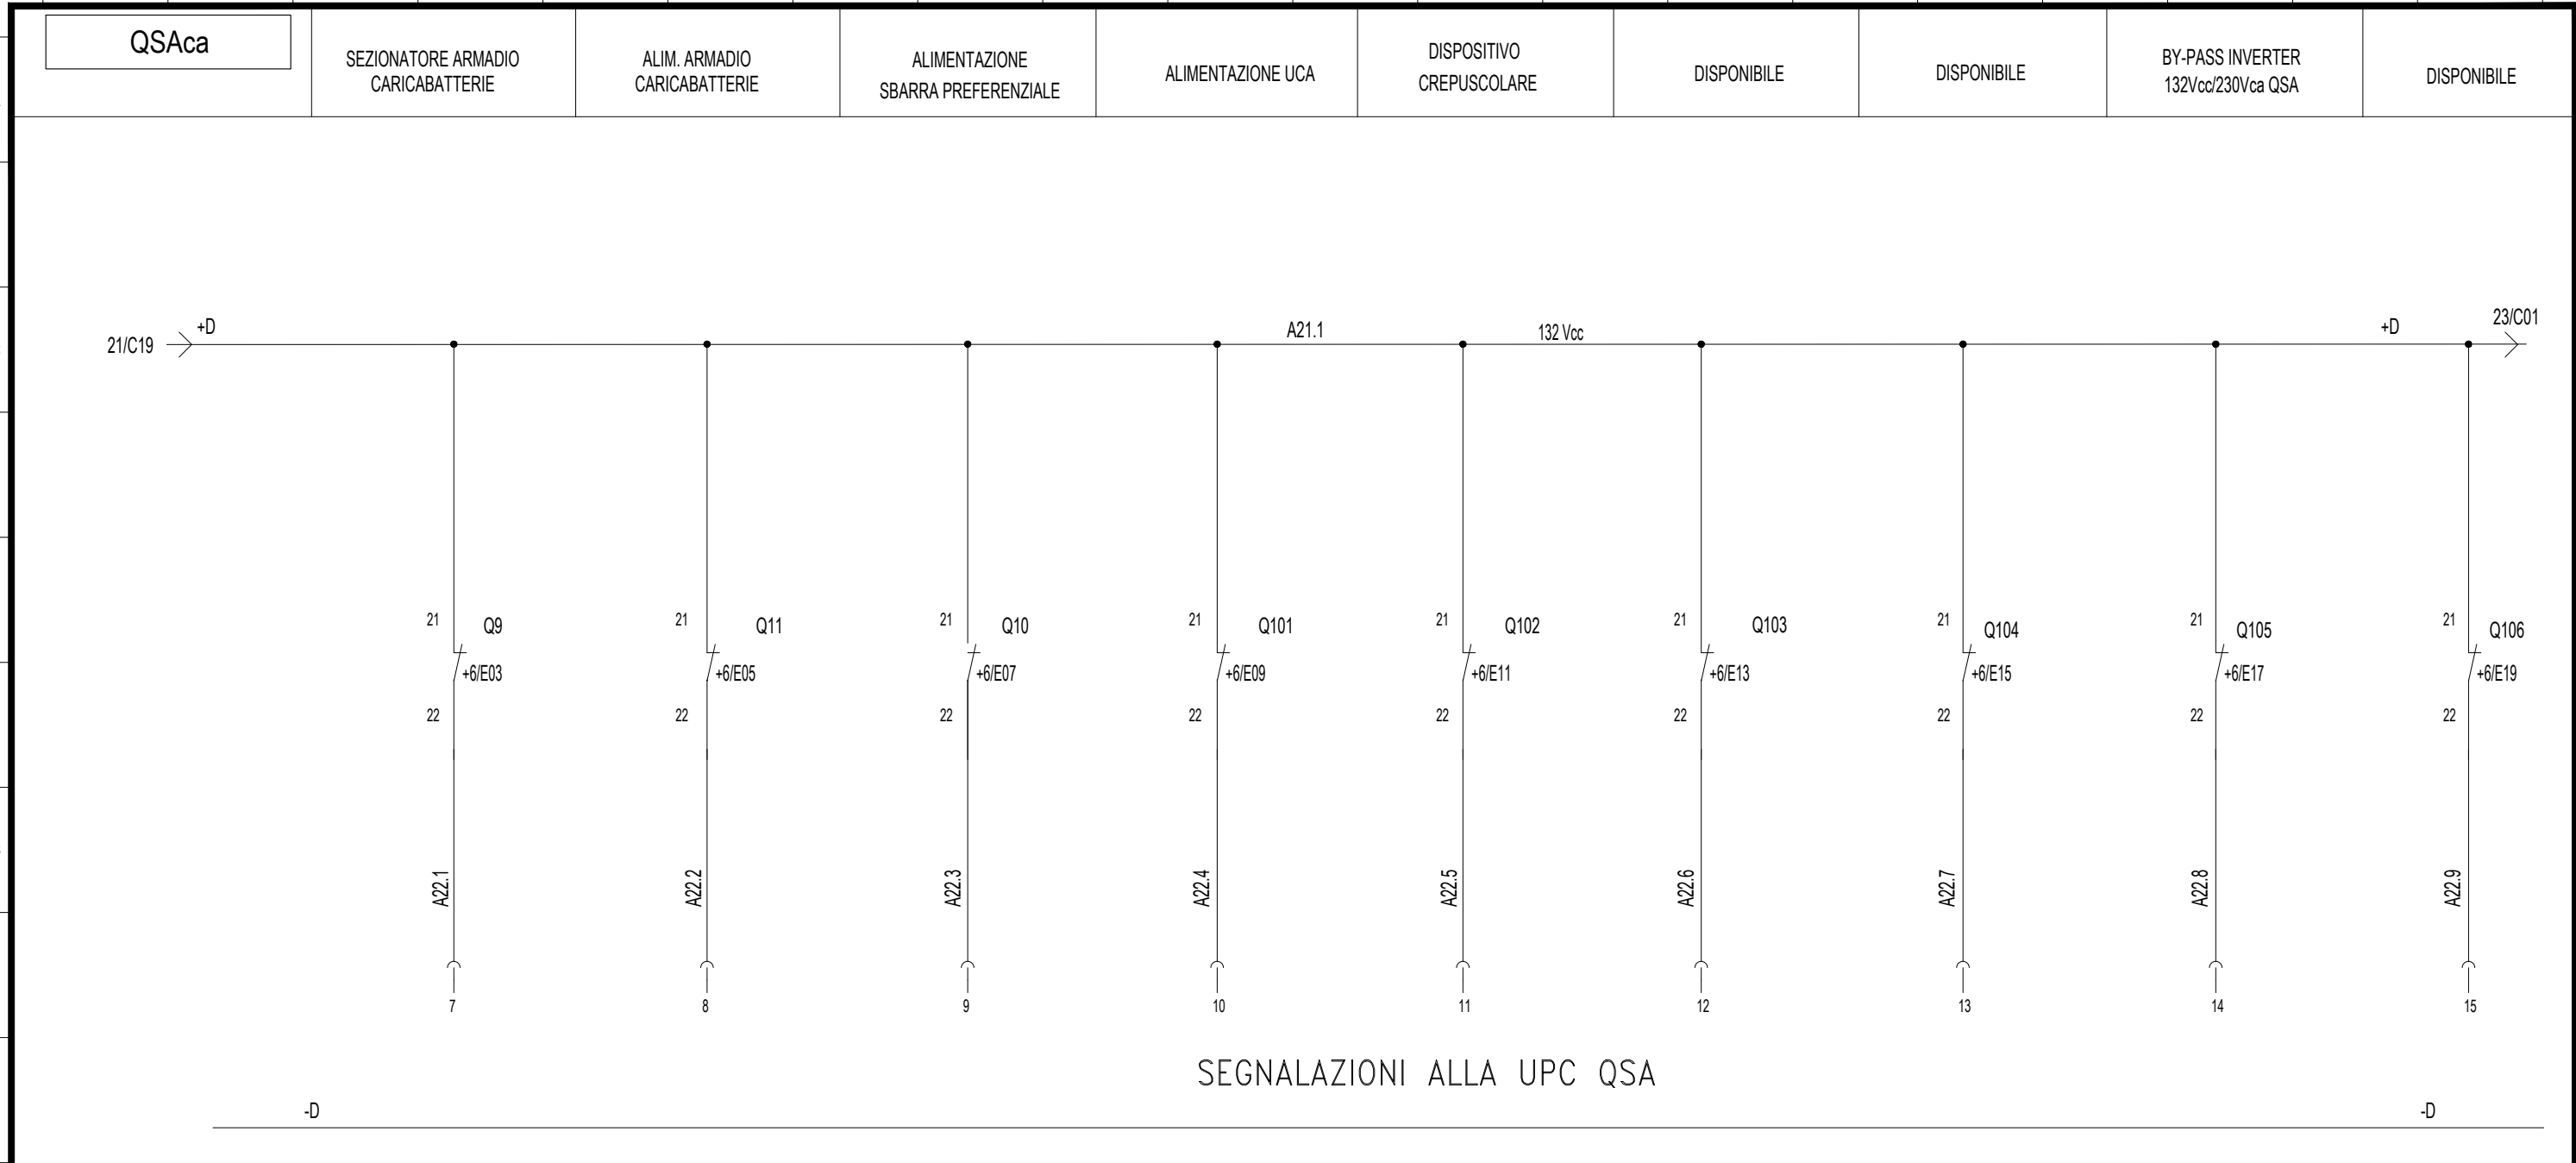 QSAca
SEZIONATORE ARMADIO
CARICABATTERIE
ALIM. ARMADIO
CARICABATTERIE
ALIMENTAZIONE
SBARRA PREFERENZIALE
ALIMENTAZIONE UCA
DISPOSITIVO
CREPUSCOLARE
DISPONIBILE
DISPONIBILE
BY-PASS INVERTER
132Vcc/230Vca QSA
DISPONIBILE
21/C19
+D
A21.1
132 Vcc
+D
23/C01
21
Q9
+6/E03
22
A22.1
7
21
Q11
+6/E05
22
A22.2
8
21
Q10
+6/E07
22
A22.3
9
21
Q101
+6/E09
22
A22.4
10
21
Q102
+6/E11
22
A22.5
11
21
Q103
+6/E13
22
A22.6
12
21
Q104
+6/E15
22
A22.7
13
21
Q105
+6/E17
22
A22.8
14
21
Q106
+6/E19
22
A22.9
15
SEGNALAZIONI ALLA UPC QSA
-D
-D